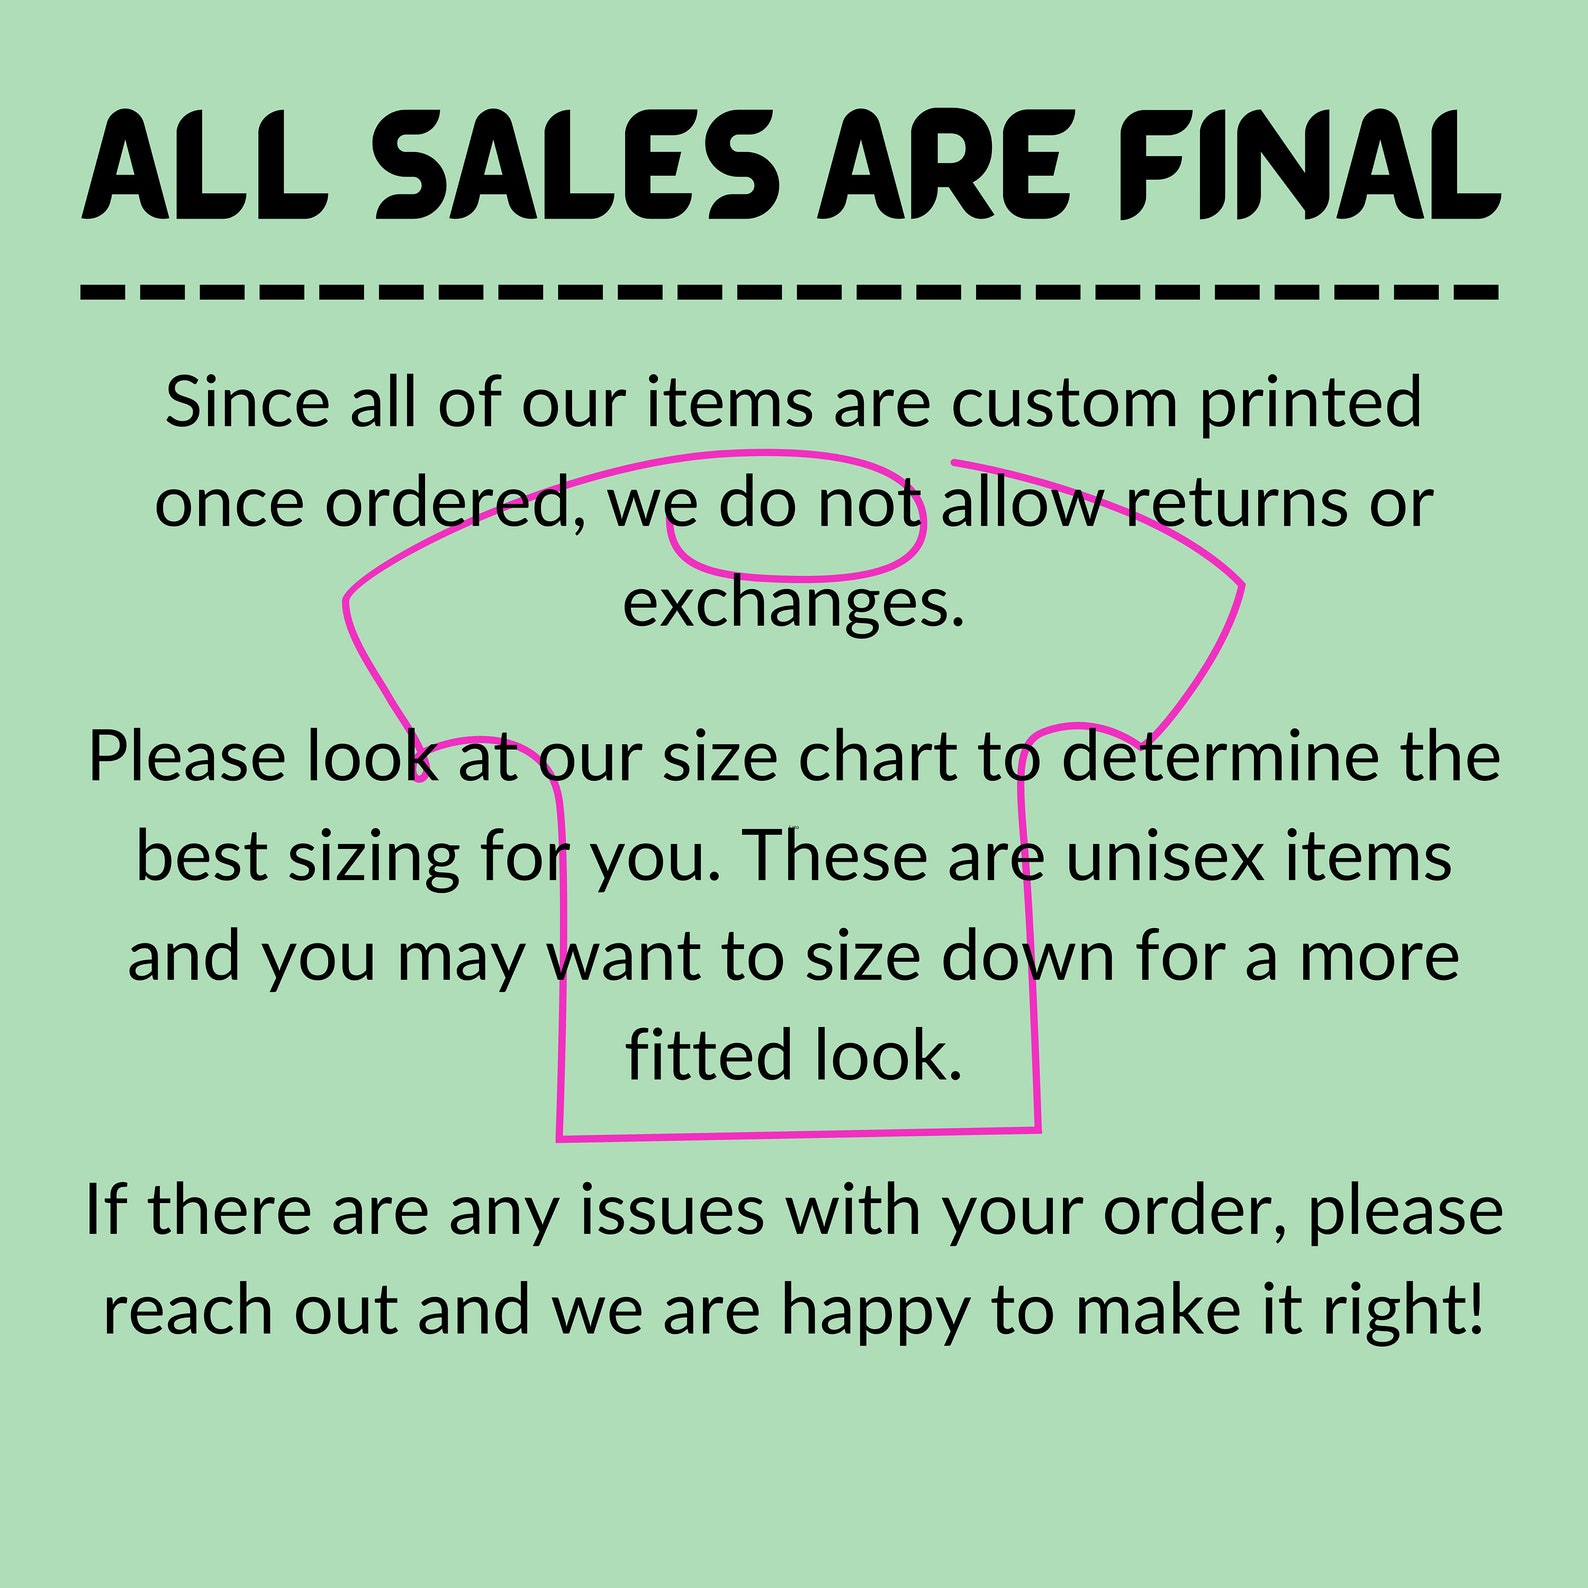 ALL SALES ARE FINAL
Since all of our items are custom printed
once ordered, we do not allow returns or
exchanges.
Please look at our size chart to determine the
best sizing for you. These are unisex items
and you may want to size down for a more
fitted look.
If there are any issues with your order, please
reach out and we are happy to make it right!